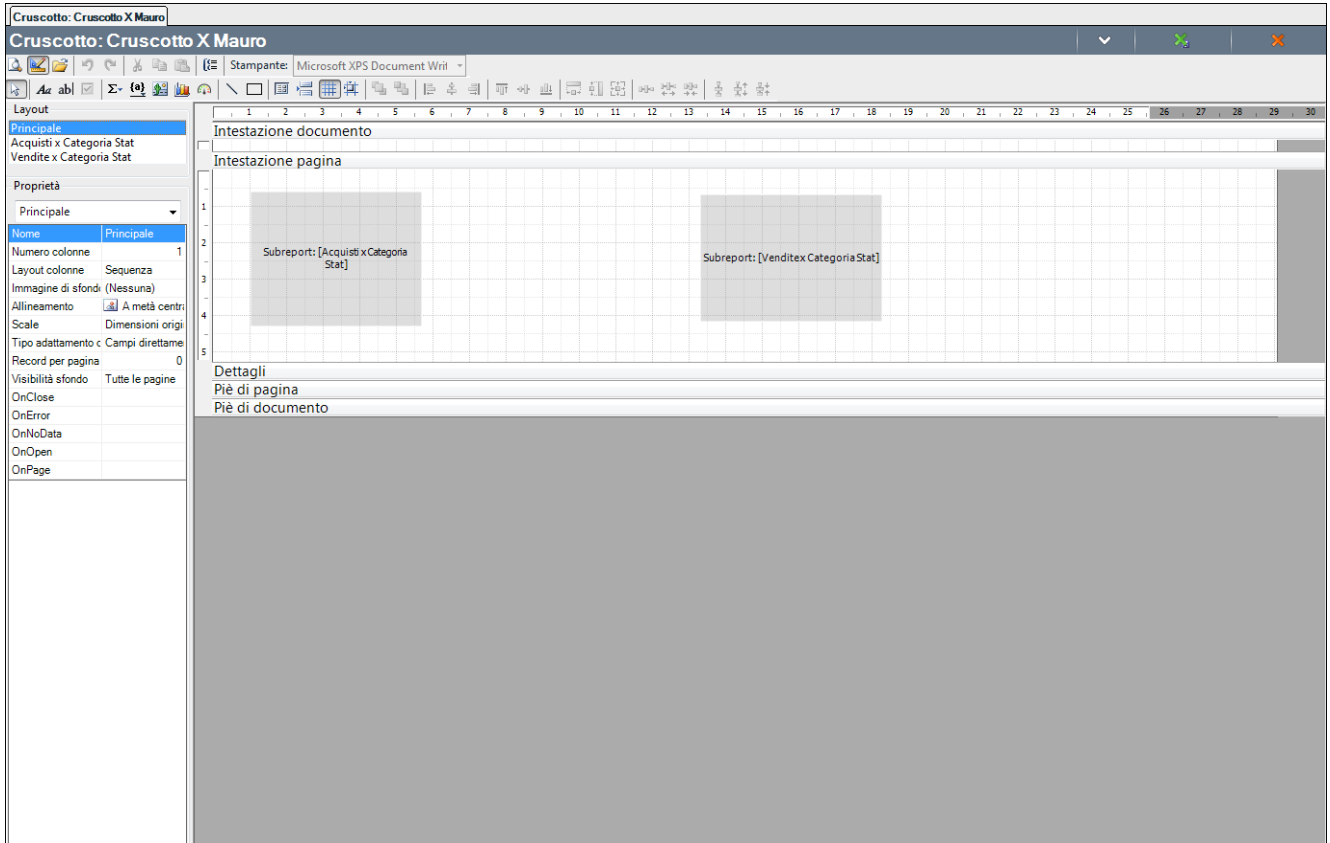 Cruscotto: Cruscotto X Mauro
Cruscotto: Cruscotto X Mauro
Stampante: Microsoft XPS Document Writ
Aa ab|
Layout
1 2 3 4 5 6 7 8 9 10 11 12 13 14 15 16 17 18 19 20 21 22 23 24 25 26 27 28 29 30
Principale
Acquisti x Categoria Stat
Vendite x Categoria Stat
Intestazione documento
Intestazione pagina
Proprietà
Principale
Nome Principale
Numero colonne 1
Layout colonne Sequenza
Immagine di sfond (Nessuna)
Allineamento A metà centr
Scale Dimensioni origi
Tipo adattamento c Campi direttame
Record per pagina 0
Visibilità sfondo Tutte le pagine
OnClose
OnError
OnNoData
OnOpen
OnPage
1
2
3
4
5
Subreport: [Acquisti x Categoria
Stat]
Subreport: [Vendite x Categoria Stat]
Dettagli
Piè di pagina
Piè di documento